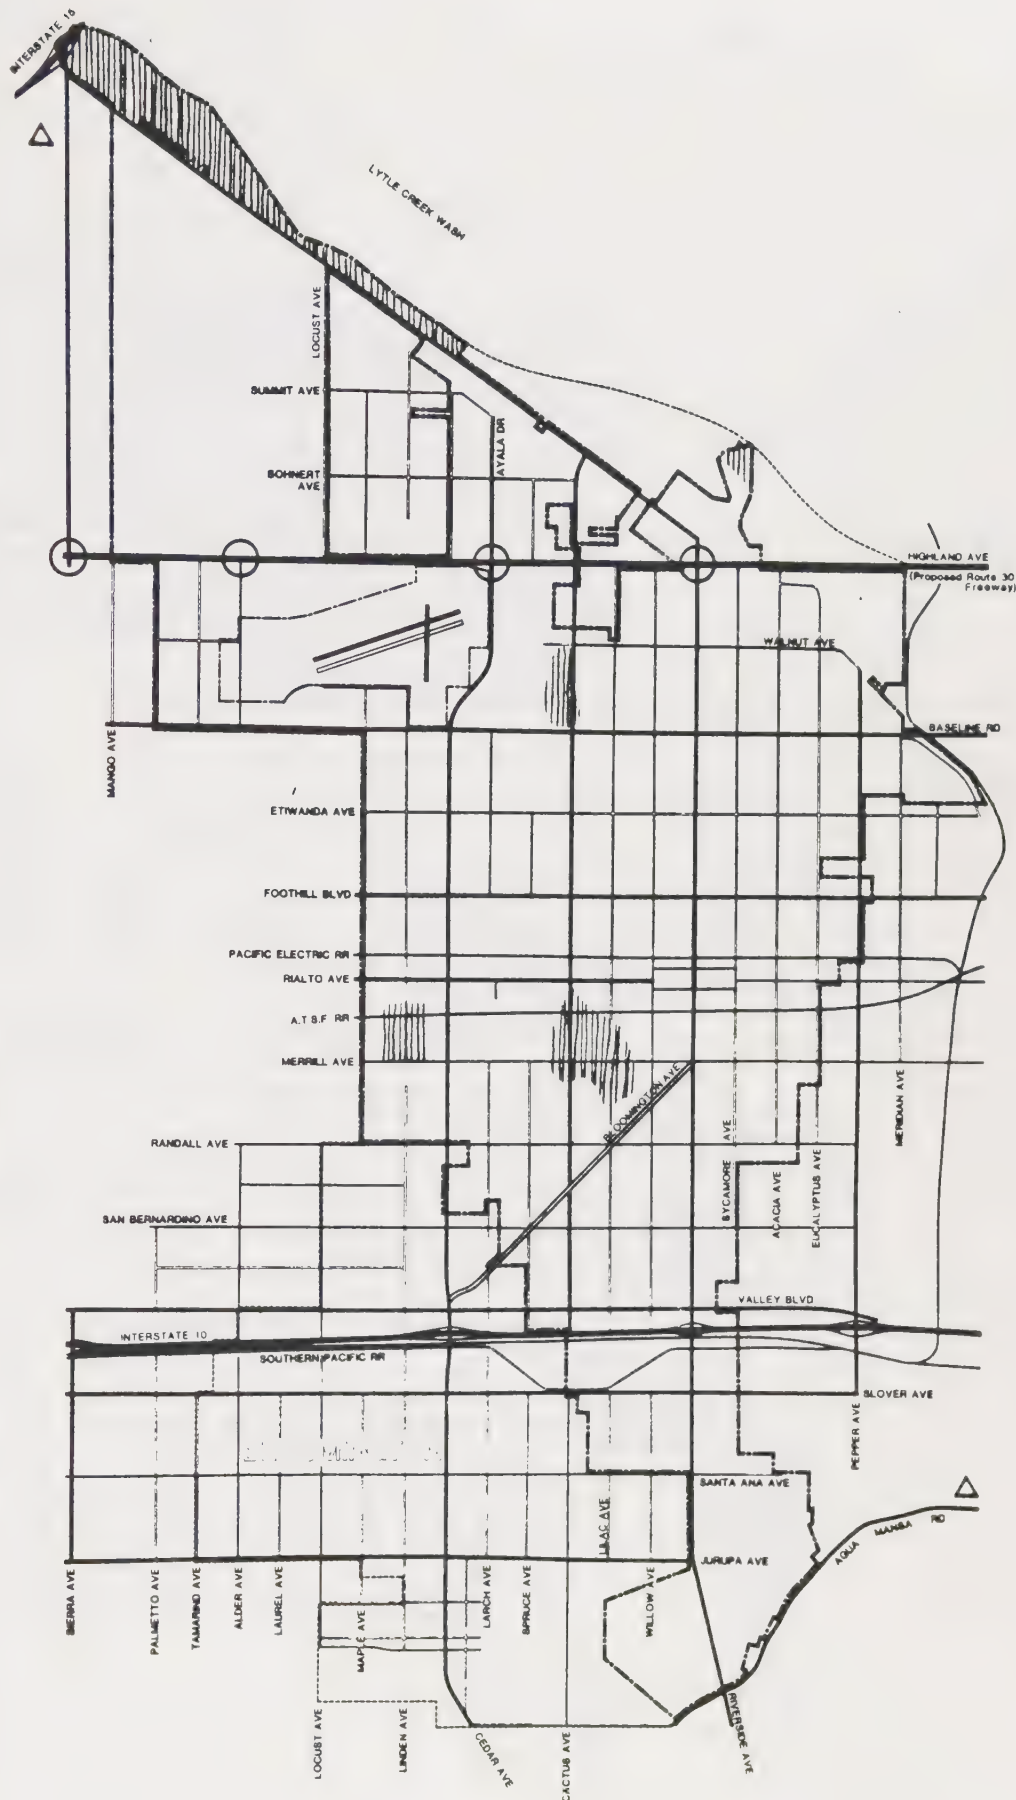 INTERSTATE 15
LYTLE CREEK WASH
LOCUST AVE
SUMMIT AVE
AYALA DR
BOHNERT
AVE
HIGHLAND AVE
(Proposed Route 30
Freeway)
WALNUT AVE
BASELINE RD
MANGO AVE
ETIWANDA AVE
FOOTHILL BLVD
PACIFIC ELECTRIC RR
RIALTO AVE
A.T.S.F. RR
MERRILL AVE
BLOOMINGTON AVE
MERIDIAN AVE
RANDALL AVE
SYCAMORE AVE
ACACIA AVE
EUCALYPTUS AVE
SAN BERNARDINO AVE
VALLEY BLVD
INTERSTATE 10
SOUTHERN PACIFIC RR
SLOVER AVE
PEPPER AVE
SANTA ANA AVE
LILAC AVE
AQUA MANSA RD
JURUPA AVE
SIERRA AVE
PALMETTO AVE
TAMARIND AVE
ALDER AVE
LAUREL AVE
MAPLE AVE
LARCH AVE
SPRUCE AVE
WILLOW AVE
LOCUST AVE
LINDEN AVE
CEDAR AVE
CACTUS AVE
RIVERSIDE AVE